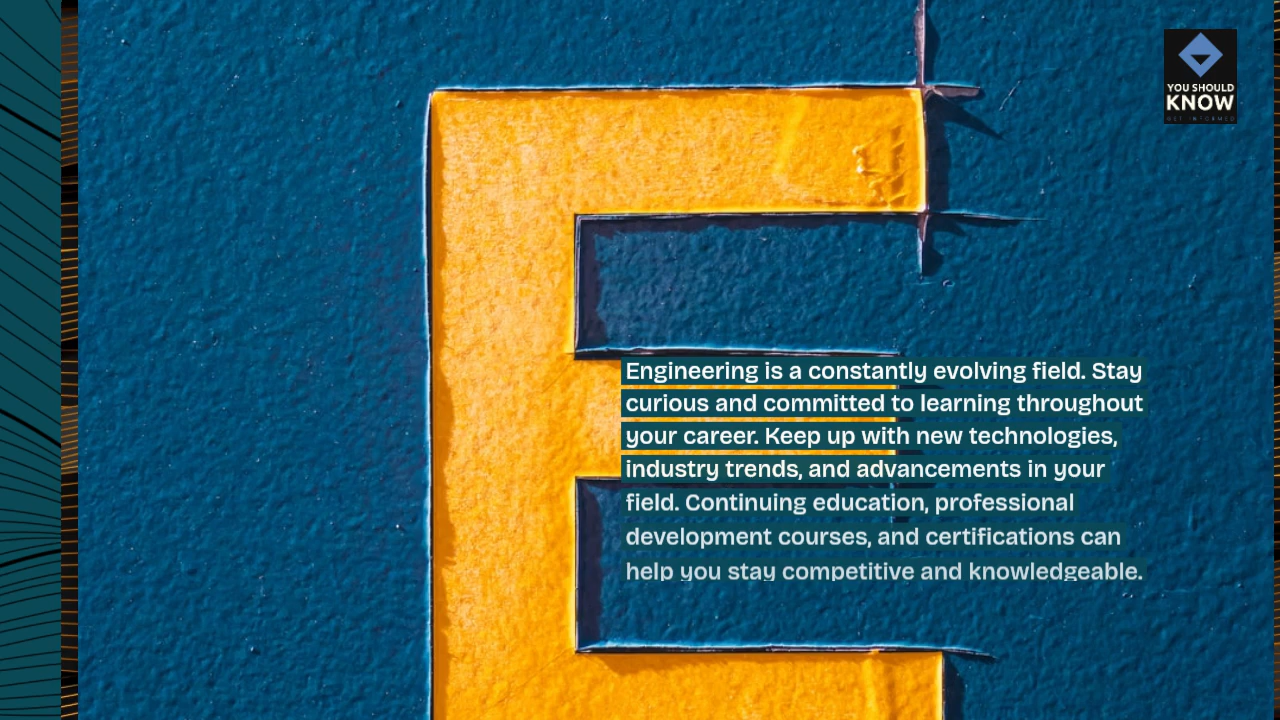 E
YOU SHOULD
KNOW
GET INFORMED
Engineering is a constantly evolving field. Stay
curious and committed to learning throughout
your career. Keep up with new technologies,
industry trends, and advancements in your
field. Continuing education, professional
development courses, and certifications can
help you stay competitive and knowledgeable.